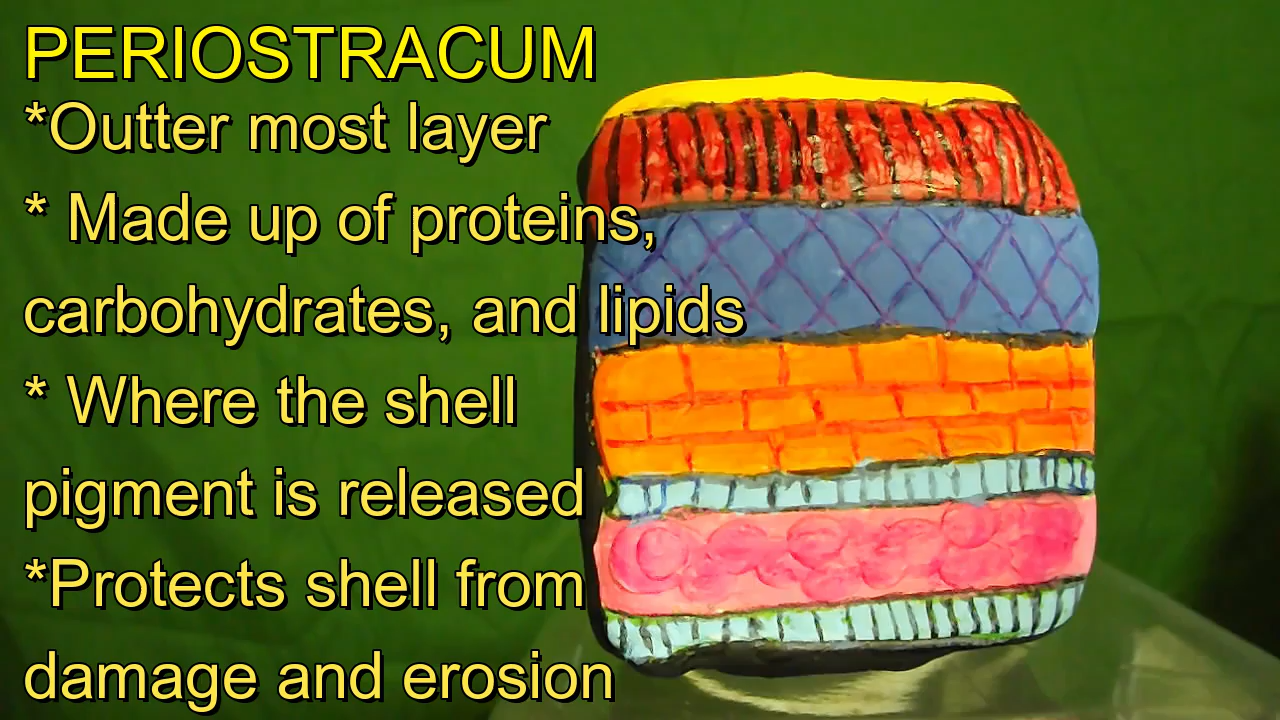 PERIOSTRACUM
*Outter most layer
* Made up of proteins,
carbohydrates, and lipids
* Where the shell
pigment is released
*Protects shell from
damage and erosion